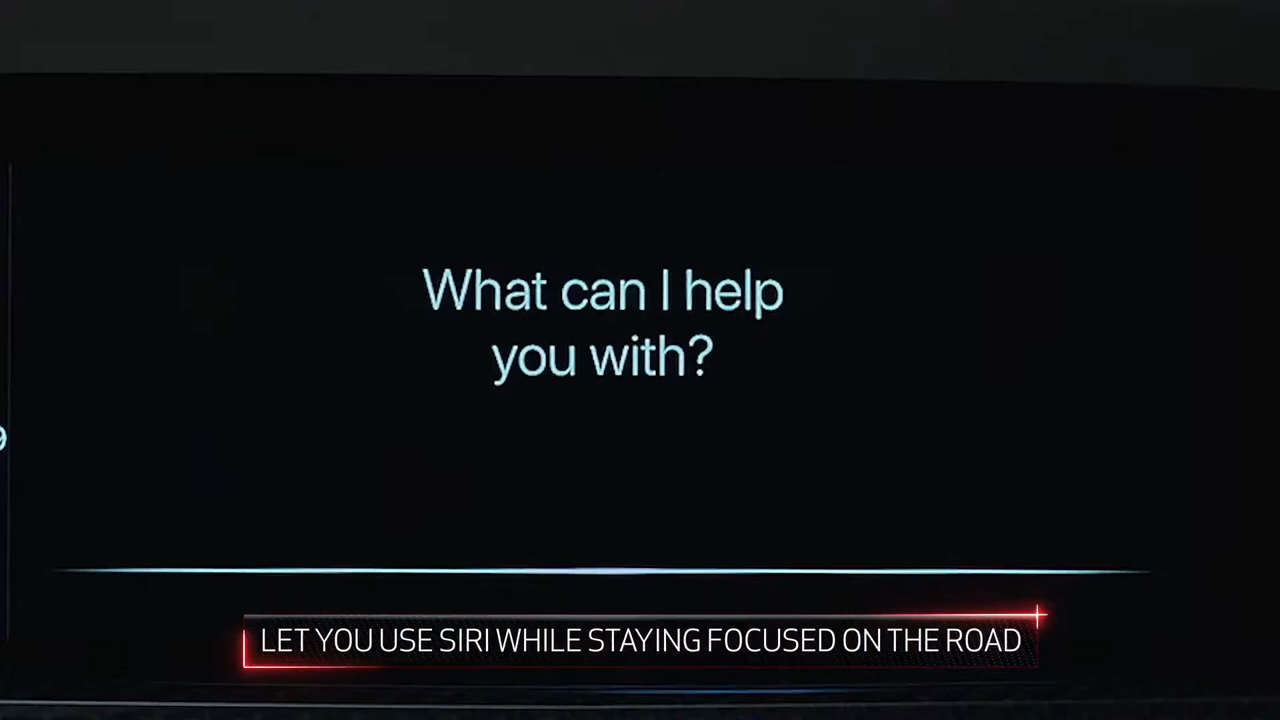 What can I help
you with?
LET YOU USE SIRI WHILE STAYING FOCUSED ON THE ROAD